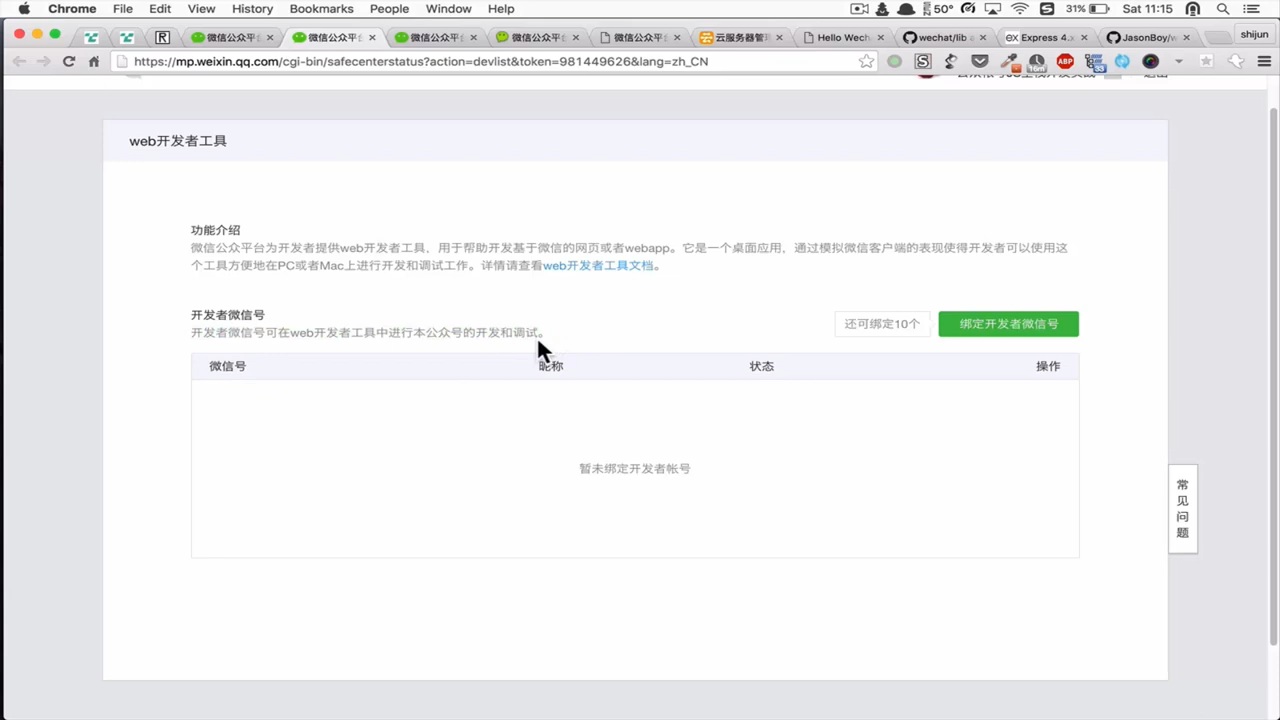 Chrome File Edit View History Bookmarks People Window Help 50° 31% Sat 11:15
微信公众平 微信公众平 微信公众平 微信公众平 微信公众平 云服务器管 Hello Wech wechat/lib a Express 4.x JasonBoy/w shijun
https://mp.weixin.qq.com/cgi-bin/safecenterstatus?action=devlist&token=981449626&lang=zh_CN
web开发者工具
功能介绍
微信公众平台为开发者提供web开发者工具，用于帮助开发基于微信的网页或者webapp。它是一个桌面应用，通过模拟微信客户端的表现使得开发者可以使用这
个工具方便地在PC或者Mac上进行开发和调试工作。详情请查看web开发者工具文档。
开发者微信号
开发者微信号可在web开发者工具中进行本公众号的开发和调试。
还可绑定10个 绑定开发者微信号
微信号 昵称 状态 操作
暂未绑定开发者帐号
常
见
问
题